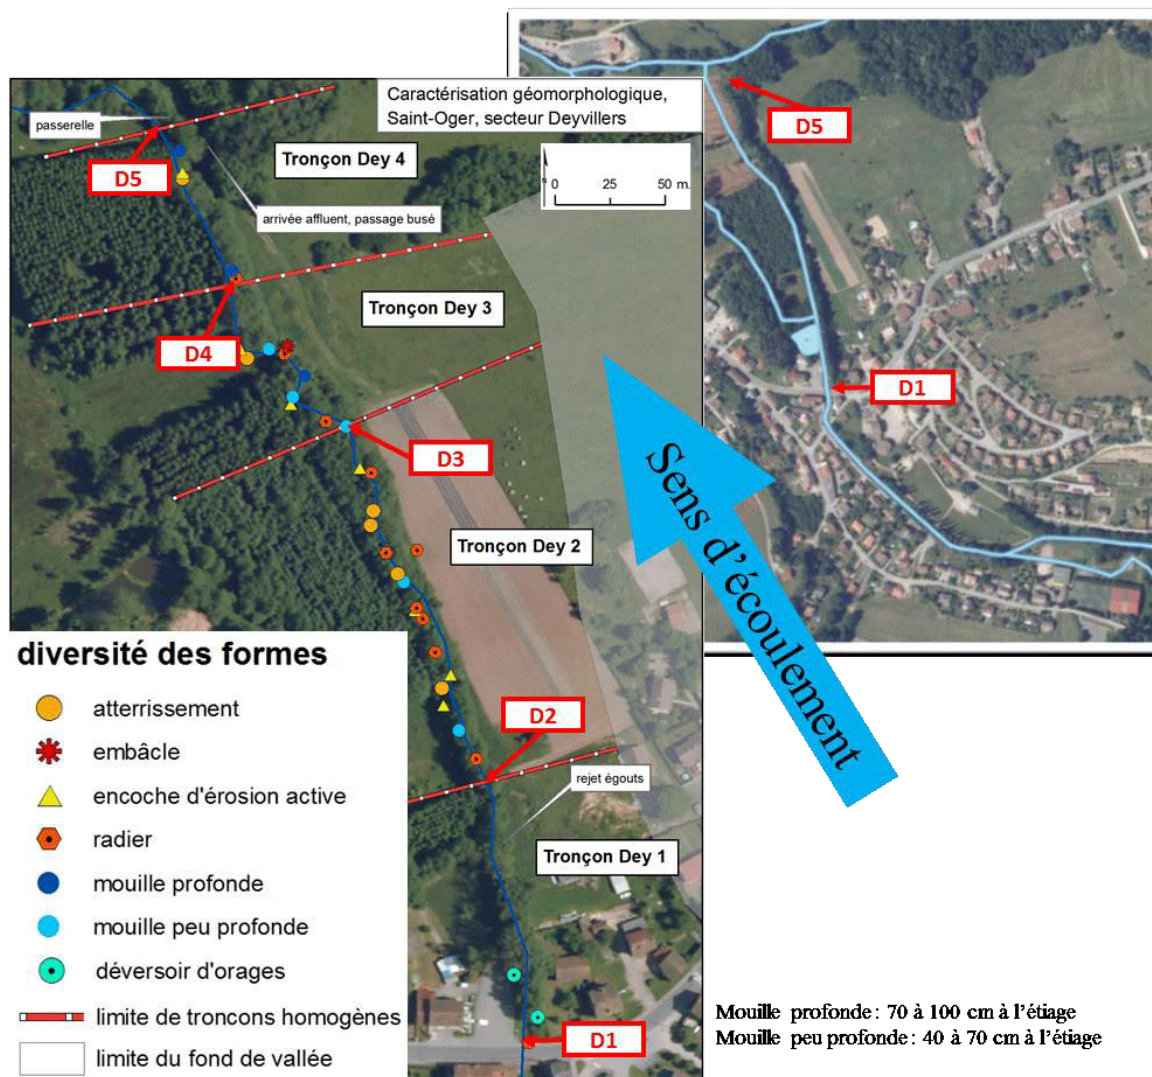 D5
D1
Caractérisation géomorphologique,
Saint-Oger, secteur Deyvillers
0 25 50 m.
passerelle
D5
Tronçon Dey 4
arrivée affluent, passage busé
Tronçon Dey 3
D4
D3
Tronçon Dey 2
D2
rejet égouts
Tronçon Dey 1
D1
Sens d'écoulement
diversité des formes
atterrissement
embâcle
encoche d'érosion active
radier
mouille profonde
mouille peu profonde
déversoir d'orages
limite de troncons homogènes
limite du fond de vallée
Mouille profonde : 70 à 100 cm à l'étiage
Mouille peu profonde : 40 à 70 cm à l'étiage